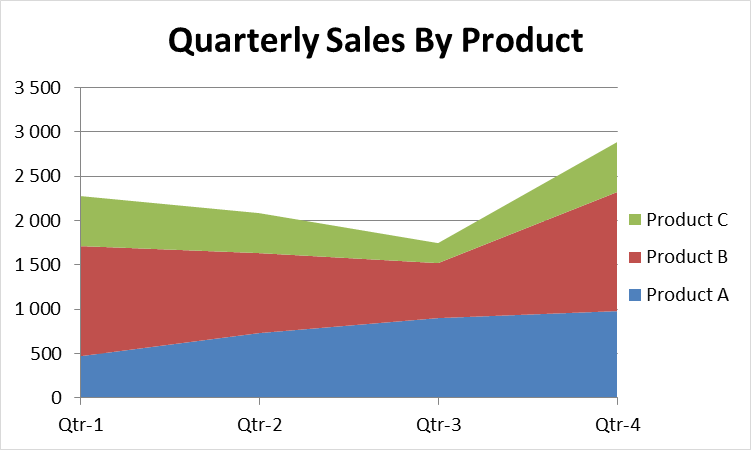 Quarterly Sales By Product
3 500
3 000
2 500
2 000
1 500
1 000
500
0
Qtr-1 Qtr-2 Qtr-3 Qtr-4
Product C
Product B
Product A